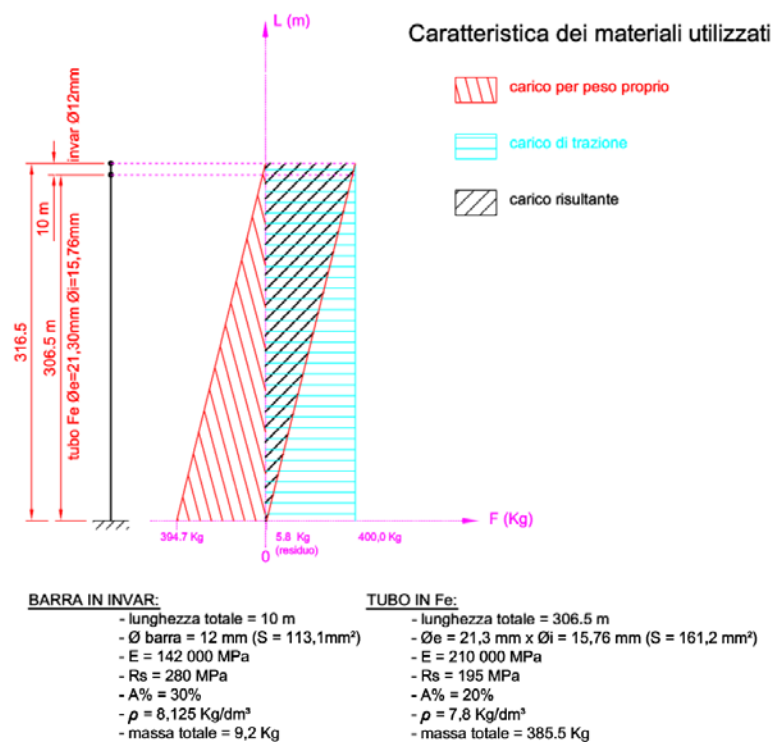 L (m)
Caratteristica dei materiali utilizzati
carico per peso proprio
carico di trazione
carico risultante
invar Ø12mm
10 m
316.5
306.5 m
tubo Fe Øe=21,30mm Øi=15,76mm
F (Kg)
394.7 Kg
5.8 Kg
400,0 Kg
0
(residuo)
BARRA IN INVAR:
- lunghezza totale = 10 m
- Ø barra = 12 mm (S = 113,1mm²)
- E = 142 000 MPa
- Rs = 280 MPa
- A% = 30%
- ρ = 8,125 Kg/dm³
- massa totale = 9,2 Kg
TUBO IN Fe:
- lunghezza totale = 306.5 m
- Øe = 21,3 mm x Øi = 15,76 mm (S = 161,2 mm²)
- E = 210 000 MPa
- Rs = 195 MPa
- A% = 20%
- ρ = 7,8 Kg/dm³
- massa totale = 385.5 Kg